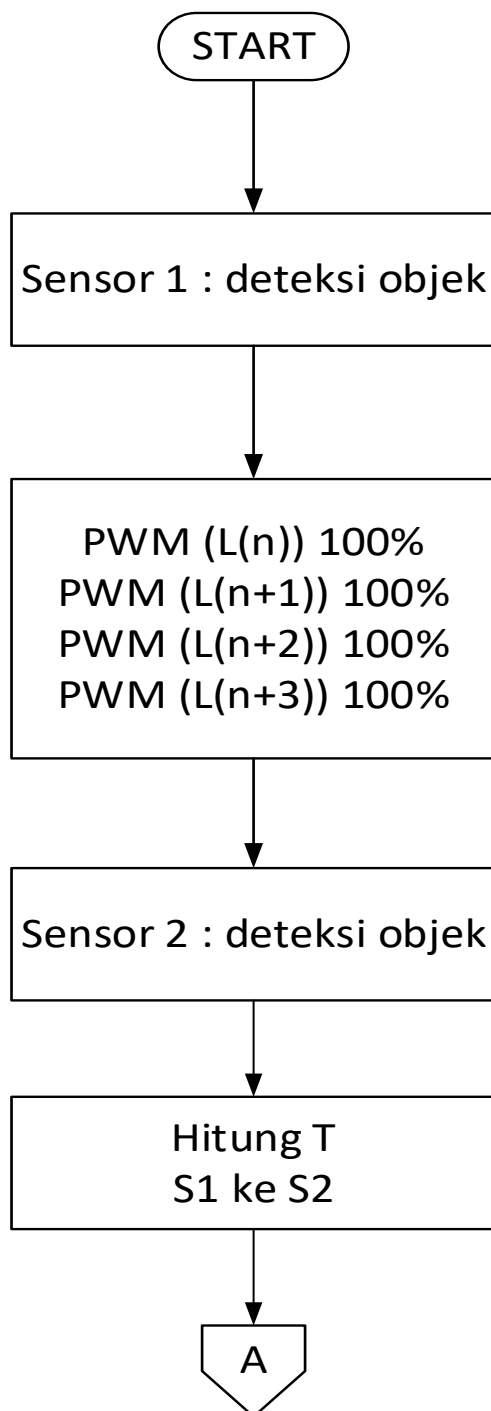 START
Sensor 1 : deteksi objek
PWM (L(n)) 100%
PWM (L(n+1)) 100%
PWM (L(n+2)) 100%
PWM (L(n+3)) 100%
Sensor 2 : deteksi objek
Hitung T
S1 ke S2
A